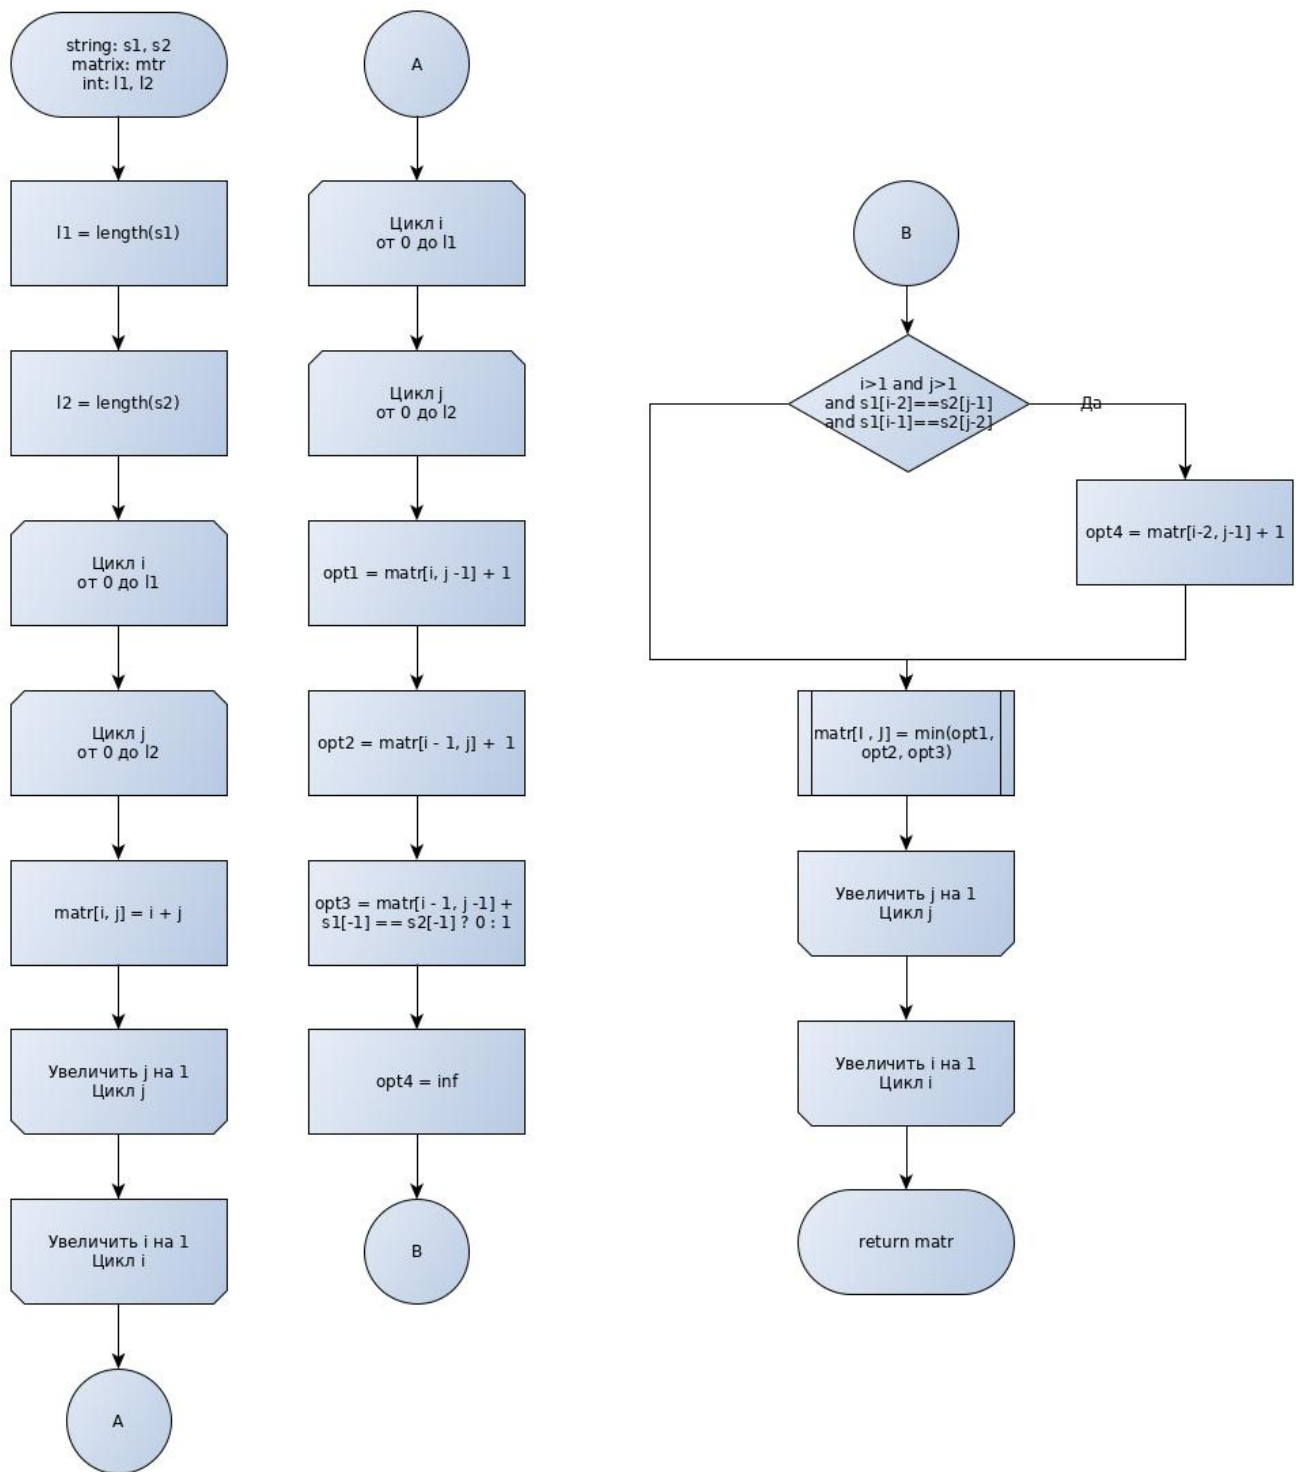 string: s1, s2
matrix: mtr
int: l1, l2
l1 = length(s1)
l2 = length(s2)
Цикл i
от 0 до l1
Цикл j
от 0 до l2
matr[i, j] = i + j
Увеличить j на 1
Цикл j
Увеличить i на 1
Цикл i
A
A
Цикл i
от 0 до l1
Цикл j
от 0 до l2
opt1 = matr[i, j -1] + 1
opt2 = matr[i - 1, j] + 1
opt3 = matr[i - 1, j -1] +
s1[-1] == s2[-1] ? 0 : 1
opt4 = inf
B
B
i>1 and j>1
and s1[i-2]==s2[j-1]
and s1[i-1]==s2[j-2]
Да
opt4 = matr[i-2, j-1] + 1
matr[I , J] = min(opt1,
opt2, opt3)
Увеличить j на 1
Цикл j
Увеличить i на 1
Цикл i
return matr